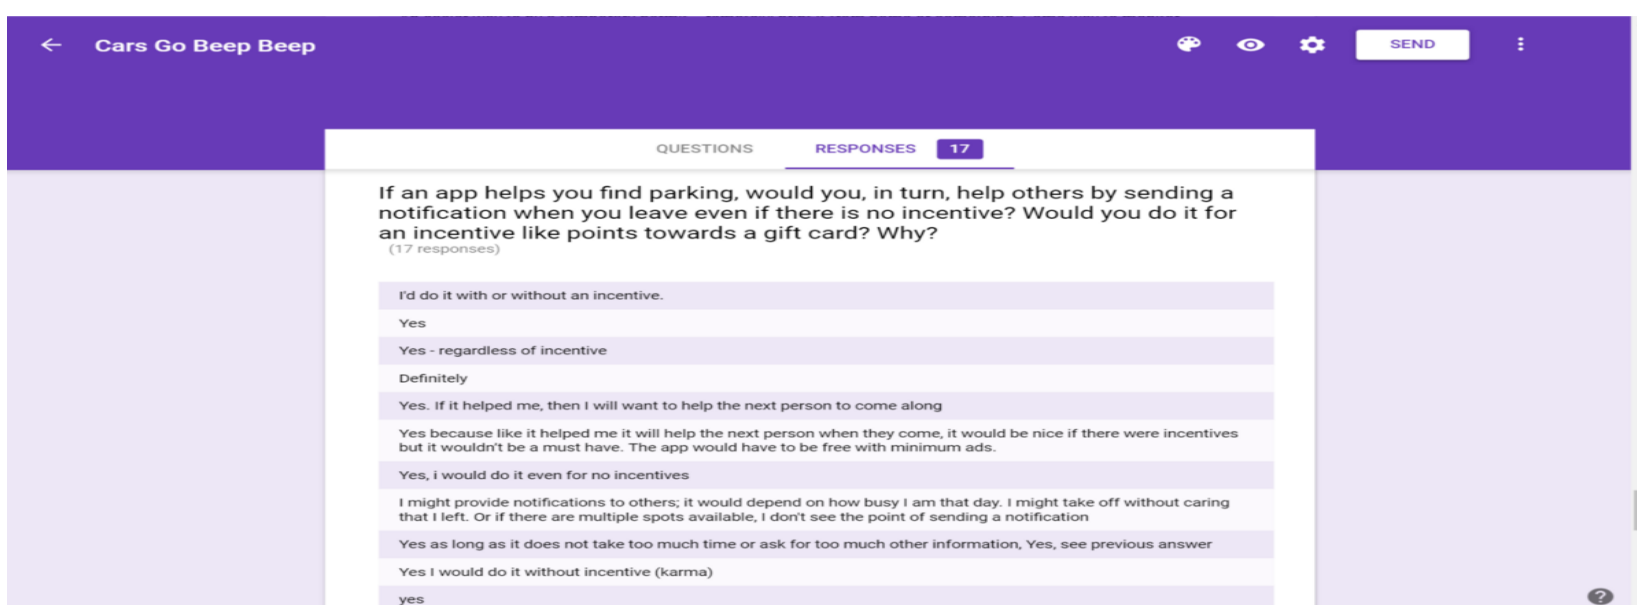 Cars Go Beep Beep
SEND
QUESTIONS
RESPONSES 17
If an app helps you find parking, would you, in turn, help others by sending a
notification when you leave even if there is no incentive? Would you do it for
an incentive like points towards a gift card? Why?
(17 responses)
I'd do it with or without an incentive.
Yes
Yes - regardless of incentive
Definitely
Yes. If it helped me, then I will want to help the next person to come along
Yes because like it helped me it will help the next person when they come, it would be nice if there were incentives
but it wouldn't be a must have. The app would have to be free with minimum ads.
Yes, i would do it even for no incentives
I might provide notifications to others; it would depend on how busy I am that day. I might take off without caring
that I left. Or if there are multiple spots available, I don't see the point of sending a notification
Yes as long as it does not take too much time or ask for too much other information, Yes, see previous answer
Yes I would do it without incentive (karma)
yes